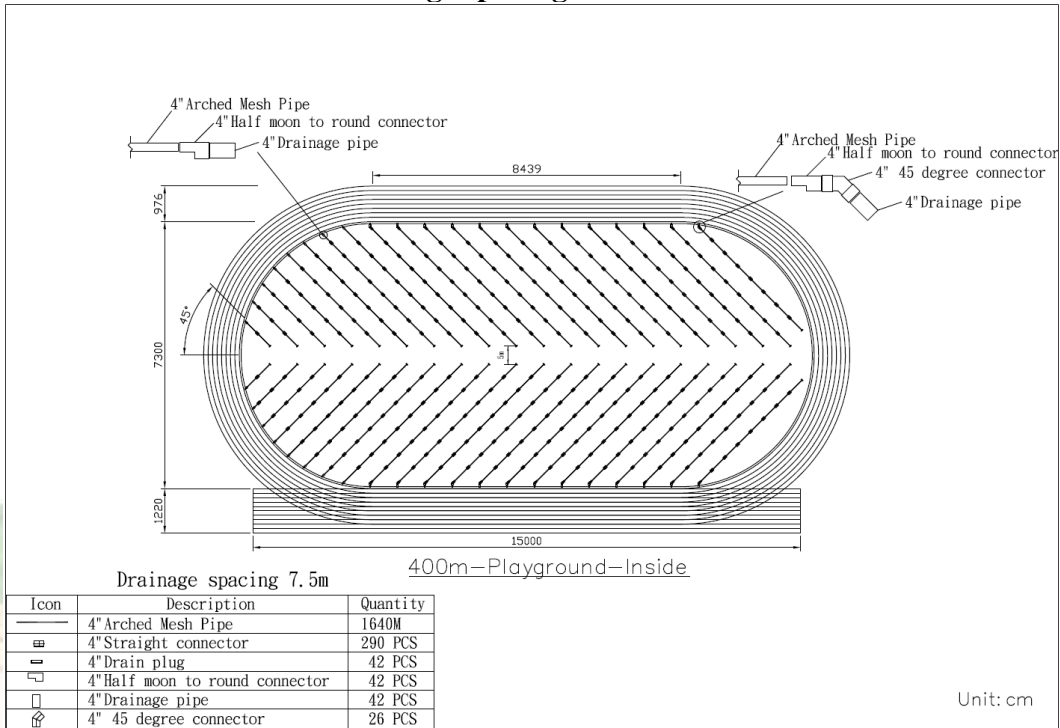 4"Arched Mesh Pipe
4"Half moon to round connector
4"Drainage pipe
4"Arched Mesh Pipe
4"Half moon to round connector
4" 45 degree connector
4"Drainage pipe
8439
976
45°
7300
5m
1220
15000
400m-Playground-Inside
Drainage spacing 7.5m
Icon Description Quantity
4"Arched Mesh Pipe 1640M
4"Straight connector 290 PCS
4"Drain plug 42 PCS
4"Half moon to round connector 42 PCS
4"Drainage pipe 42 PCS
4" 45 degree connector 26 PCS
Unit: cm